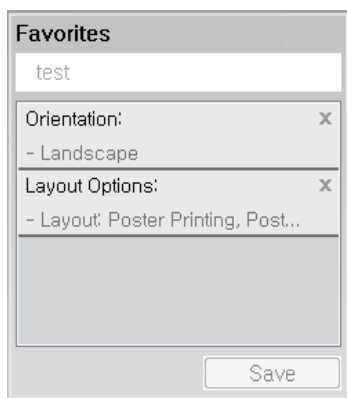 Favorites
test
Orientation: x
- Landscape
Layout Options: x
- Layout: Poster Printing, Post...
Save